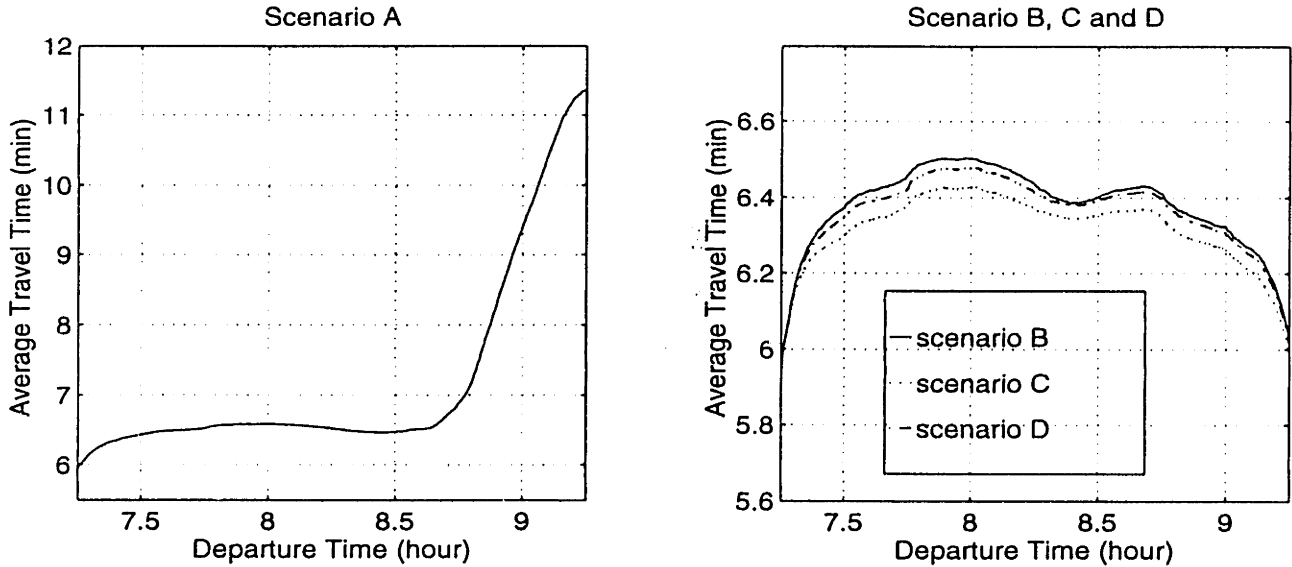 Scenario A
12
11
10
9
8
7
6
7.5 8 8.5 9
Average Travel Time (min)
Departure Time (hour)
Scenario B, C and D
6.6
6.4
6.2
6
5.8
5.6
7.5 8 8.5 9
Average Travel Time (min)
Departure Time (hour)
scenario B
scenario C
scenario D